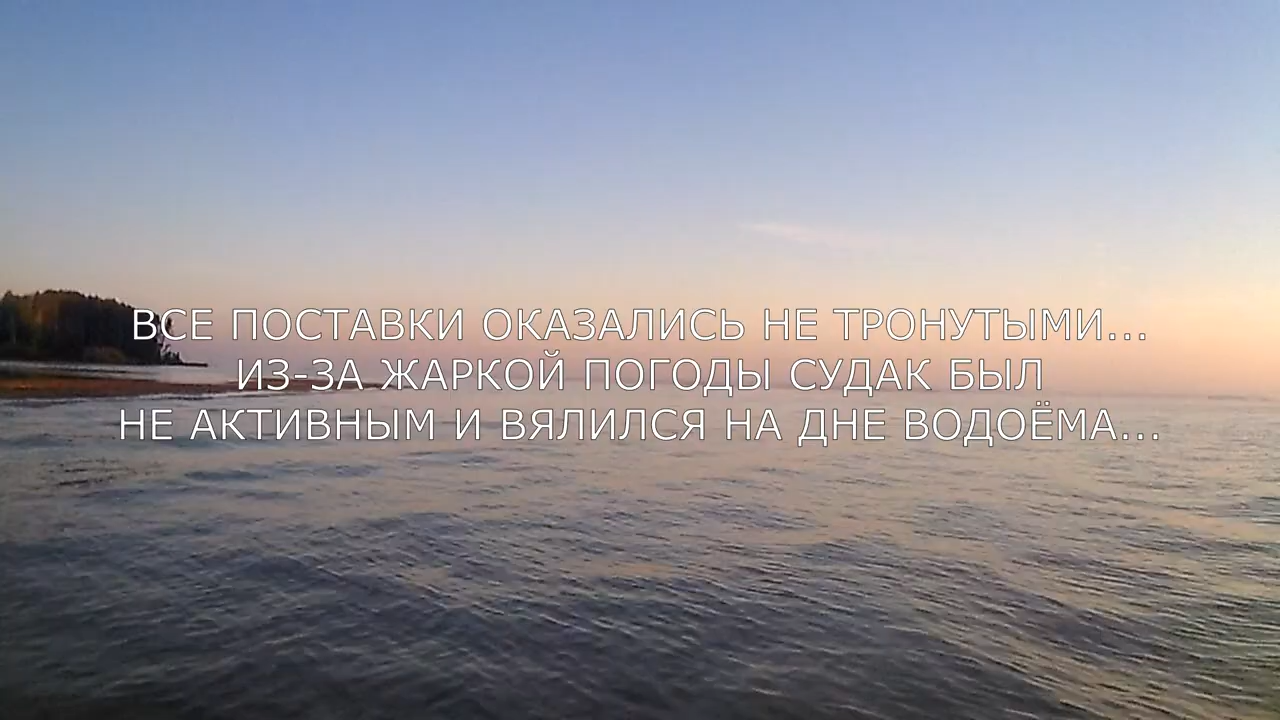 ВСЕ ПОСТАВКИ ОКАЗАЛИСЬ НЕ ТРОНУТЫМИ...
ИЗ-ЗА ЖАРКОЙ ПОГОДЫ СУДАК БЫЛ
НЕ АКТИВНЫМ И ВЯЛИЛСЯ НА ДНЕ ВОДОЁМА...